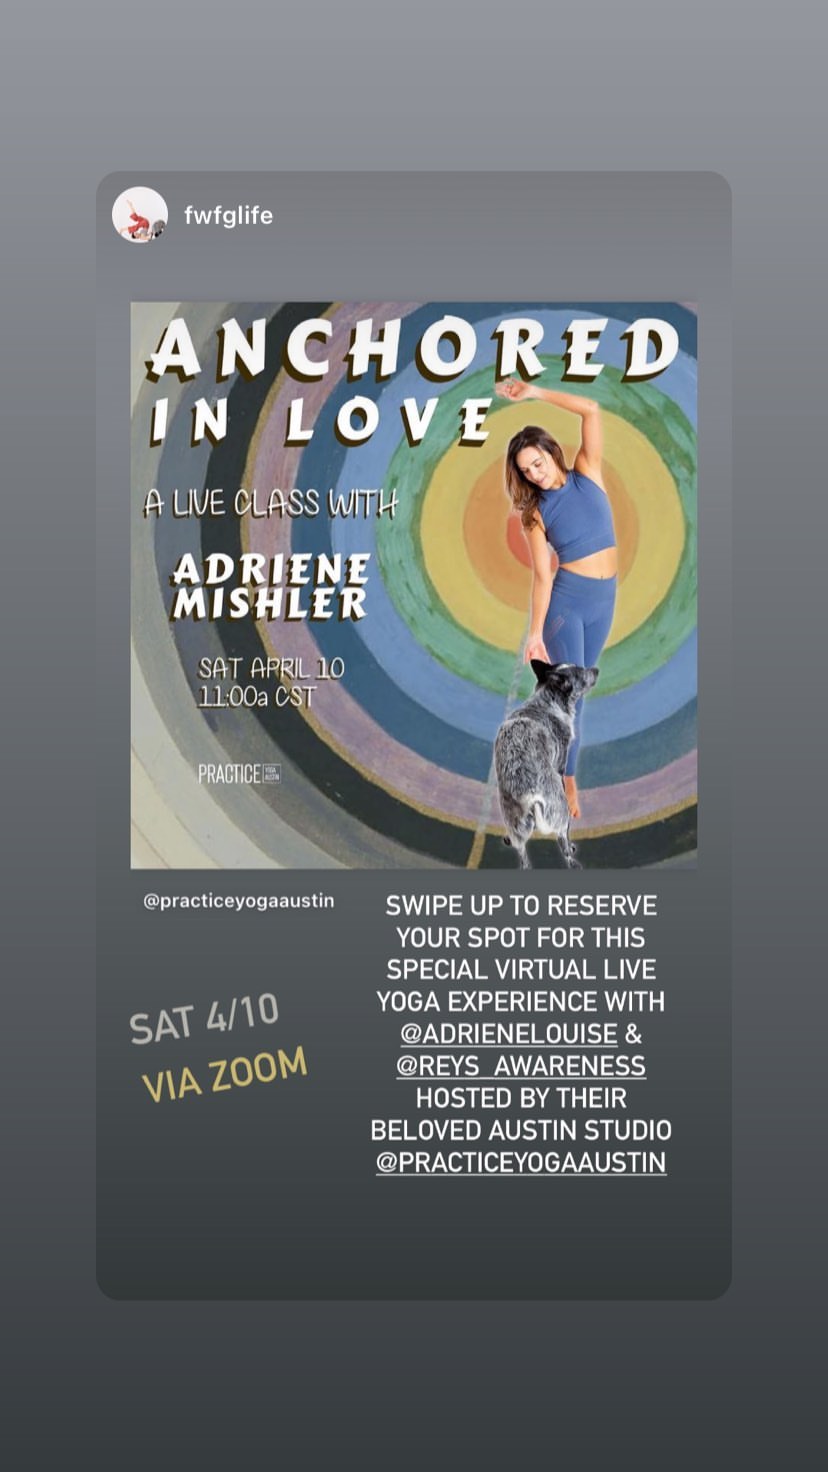 fwfglife
ANCHORED
IN LOVE
A LIVE CLASS WITH
ADRIENE
MISHLER
SAT APRIL 10
11:00a CST
PRACTICE YOGA AUSTIN
@practiceyogaaustin
SWIPE UP TO RESERVE
YOUR SPOT FOR THIS
SPECIAL VIRTUAL LIVE
YOGA EXPERIENCE WITH
@ADRIENELOUISE &
@REYS_AWARENESS
HOSTED BY THEIR
BELOVED AUSTIN STUDIO
@PRACTICEYOGAAUSTIN
SAT 4/10
VIA ZOOM